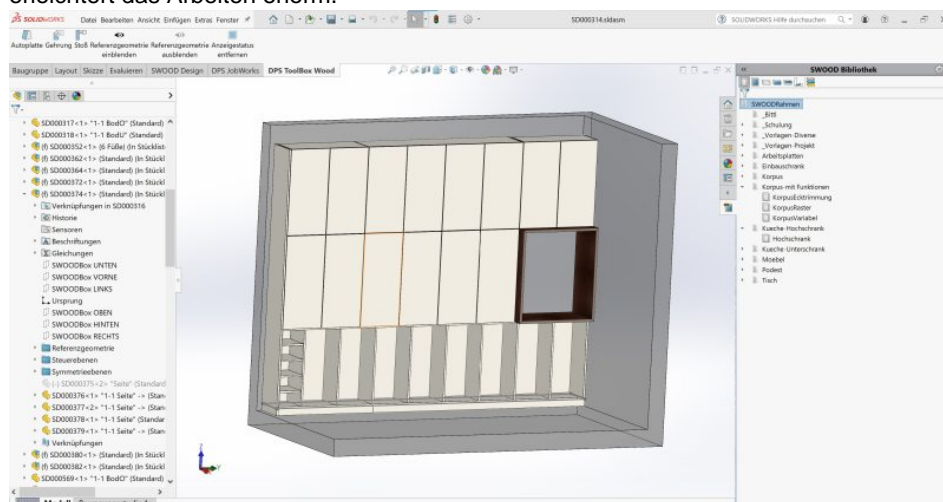 erleichtert das Arbeiten enorm!
SOLIDWORKS Datei Bearbeiten Ansicht Einfügen Extras Fenster SD000314.sldasm SOLIDWORKS Hilfe durchsuchen
Autoplatte Gehrung Stoß Referenzgeometrie einblenden Referenzgeometrie ausblenden Anzeigestatus entfernen
Baugruppe Layout Skizze Evaluieren SWOOD Design DPS JobWorks DPS ToolBox Wood
SD000317<1> "1-1 BodO" (Standard)
SD000318<1> "1-1 BodU" (Standard)
(f) SD000352<1> (6 Fülle) (In Stücklist
(f) SD000362<1> (Standard) (In Stückl
(f) SD000364<1> (Standard) (In Stückl
(f) SD000372<1> (Standard) (In Stückl
(f) SD000374<1> (Standard) (In Stückl
Verknüpfungen in SD000316
Historie
Sensoren
Beschriftungen
Gleichungen
SWOODBox UNTEN
SWOODBox VORNE
SWOODBox LINKS
Ursprung
SWOODBox OBEN
SWOODBox HINTEN
SWOODBox RECHTS
Referenzgeometrie
Steuerebenen
Symmetrieebenen
(-) SD000375<2> "Seite" (Standard
SD000376<1> "1-1 Seite" -> (Stan
SD000377<2> "1-1 Seite" -> (Stan
SD000378<1> "1-1 Seite" (Standar
SD000379<1> "1-1 Seite" -> (Stan
Verknüpfungen
(f) SD000380<1> (Standard) (In Stückl
(f) SD000382<1> (Standard) (In Stückl
SD000569<1> "1-1 BodO" (Standard)
Modell
SWOOD Bibliothek
SWOODRahmen
_Bittl
_Schulung
_Vorlagen-Diverse
_Vorlagen-Projekt
Arbeitsplatten
Einbauschrank
Korpus
Korpus mit Funktionen
KorpusEcktrimmung
KorpusRaster
KorpusVariabel
Kueche-Hochschrank
Hochschrank
Kueche-Unterschrank
Moebel
Podest
Tisch